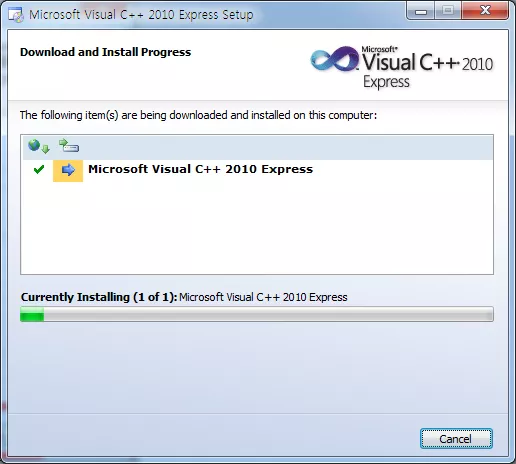 Microsoft Visual C++ 2010 Express Setup
Download and Install Progress
Microsoft®
Visual C++ 2010
Express
The following item(s) are being downloaded and installed on this computer:
Microsoft Visual C++ 2010 Express
Currently Installing (1 of 1): Microsoft Visual C++ 2010 Express
Cancel